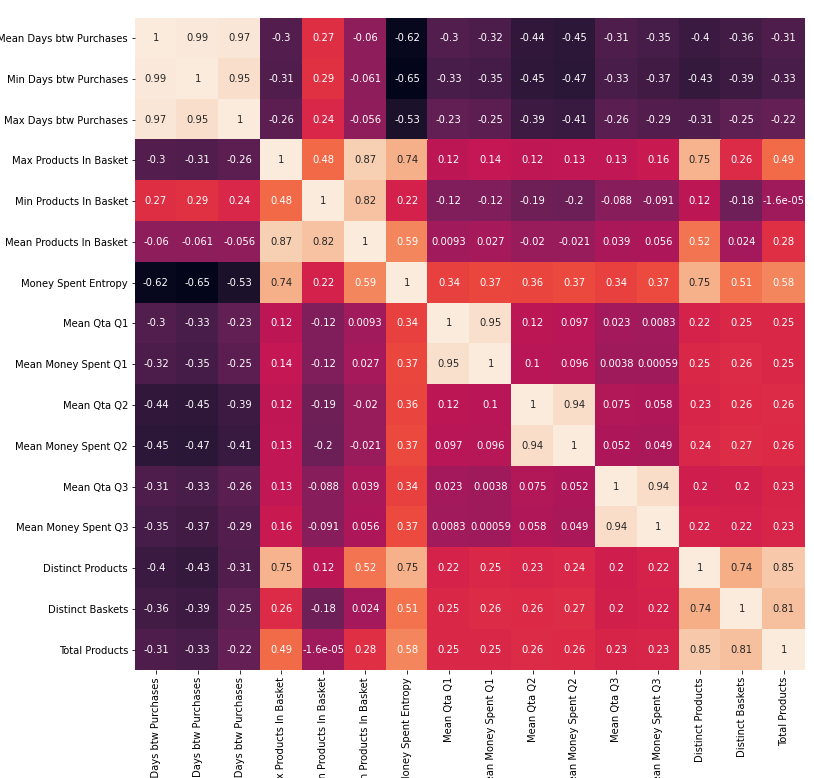 Mean Days btw Purchases 1 0.99 0.97 -0.3 0.27 -0.06 -0.62 -0.3 -0.32 -0.44 -0.45 -0.31 -0.35 -0.4 -0.36 -0.31
Min Days btw Purchases 0.99 1 0.95 -0.31 0.29 -0.061 -0.65 -0.33 -0.35 -0.45 -0.47 -0.33 -0.37 -0.43 -0.39 -0.33
Max Days btw Purchases 0.97 0.95 1 -0.26 0.24 -0.056 -0.53 -0.23 -0.25 -0.39 -0.41 -0.26 -0.29 -0.31 -0.25 -0.22
Max Products In Basket -0.3 -0.31 -0.26 1 0.48 0.87 0.74 0.12 0.14 0.12 0.13 0.13 0.16 0.75 0.26 0.49
Min Products In Basket 0.27 0.29 0.24 0.48 1 0.82 0.22 -0.12 -0.12 -0.19 -0.2 -0.088 -0.091 0.12 -0.18 -1.6e-05
Mean Products In Basket -0.06 -0.061 -0.056 0.87 0.82 1 0.59 0.0093 0.027 -0.02 -0.021 0.039 0.056 0.52 0.024 0.28
Money Spent Entropy -0.62 -0.65 -0.53 0.74 0.22 0.59 1 0.34 0.37 0.36 0.37 0.34 0.37 0.75 0.51 0.58
Mean Qta Q1 -0.3 -0.33 -0.23 0.12 -0.12 0.0093 0.34 1 0.95 0.12 0.097 0.023 0.0083 0.22 0.25 0.25
Mean Money Spent Q1 -0.32 -0.35 -0.25 0.14 -0.12 0.027 0.37 0.95 1 0.1 0.096 0.0038 0.00059 0.25 0.26 0.25
Mean Qta Q2 -0.44 -0.45 -0.39 0.12 -0.19 -0.02 0.36 0.12 0.1 1 0.94 0.075 0.058 0.23 0.26 0.26
Mean Money Spent Q2 -0.45 -0.47 -0.41 0.13 -0.2 -0.021 0.37 0.097 0.096 0.94 1 0.052 0.049 0.24 0.27 0.26
Mean Qta Q3 -0.31 -0.33 -0.26 0.13 -0.088 0.039 0.34 0.023 0.0038 0.075 0.052 1 0.94 0.2 0.2 0.23
Mean Money Spent Q3 -0.35 -0.37 -0.29 0.16 -0.091 0.056 0.37 0.0083 0.00059 0.058 0.049 0.94 1 0.22 0.22 0.23
Distinct Products -0.4 -0.43 -0.31 0.75 0.12 0.52 0.75 0.22 0.25 0.23 0.24 0.2 0.22 1 0.74 0.85
Distinct Baskets -0.36 -0.39 -0.25 0.26 -0.18 0.024 0.51 0.25 0.26 0.26 0.27 0.2 0.22 0.74 1 0.81
Total Products -0.31 -0.33 -0.22 0.49 -1.6e-05 0.28 0.58 0.25 0.25 0.26 0.26 0.23 0.23 0.85 0.81 1
Days btw Purchases
Days btw Purchases
Days btw Purchases
x Products In Basket
n Products In Basket
n Products In Basket
oney Spent Entropy
Mean Qta Q1
ean Money Spent Q1
Mean Qta Q2
ean Money Spent Q2
Mean Qta Q3
ean Money Spent Q3
Distinct Products
Distinct Baskets
Total Products